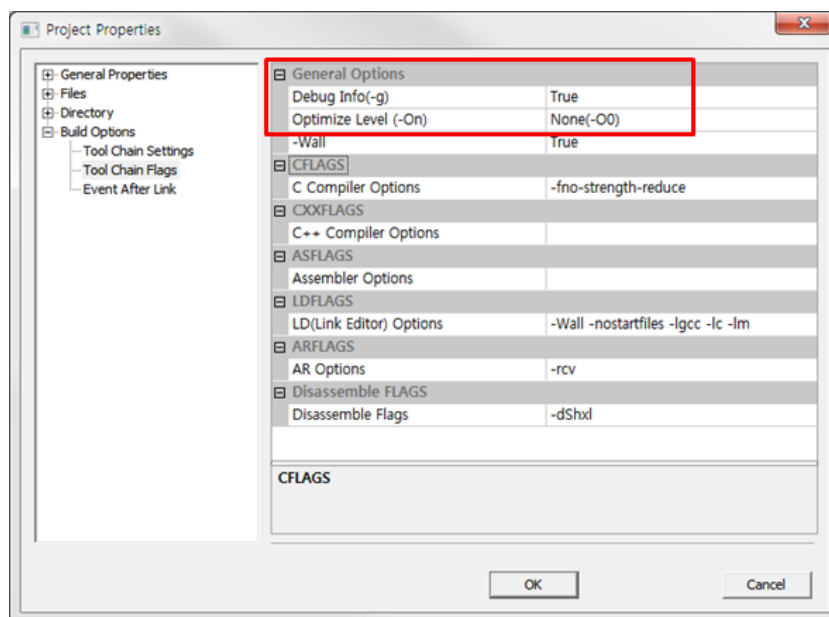 Project Properties
General Properties
Files
Directory
Build Options
Tool Chain Settings
Tool Chain Flags
Event After Link
General Options
Debug Info(-g) True
Optimize Level (-On) None(-O0)
-Wall True
CFLAGS
C Compiler Options -fno-strength-reduce
CXXFLAGS
C++ Compiler Options
ASFLAGS
Assembler Options
LDFLAGS
LD(Link Editor) Options -Wall -nostartfiles -lgcc -lc -lm
ARFLAGS
AR Options -rcv
Disassemble FLAGS
Disassemble Flags -dShxl
CFLAGS
OK Cancel